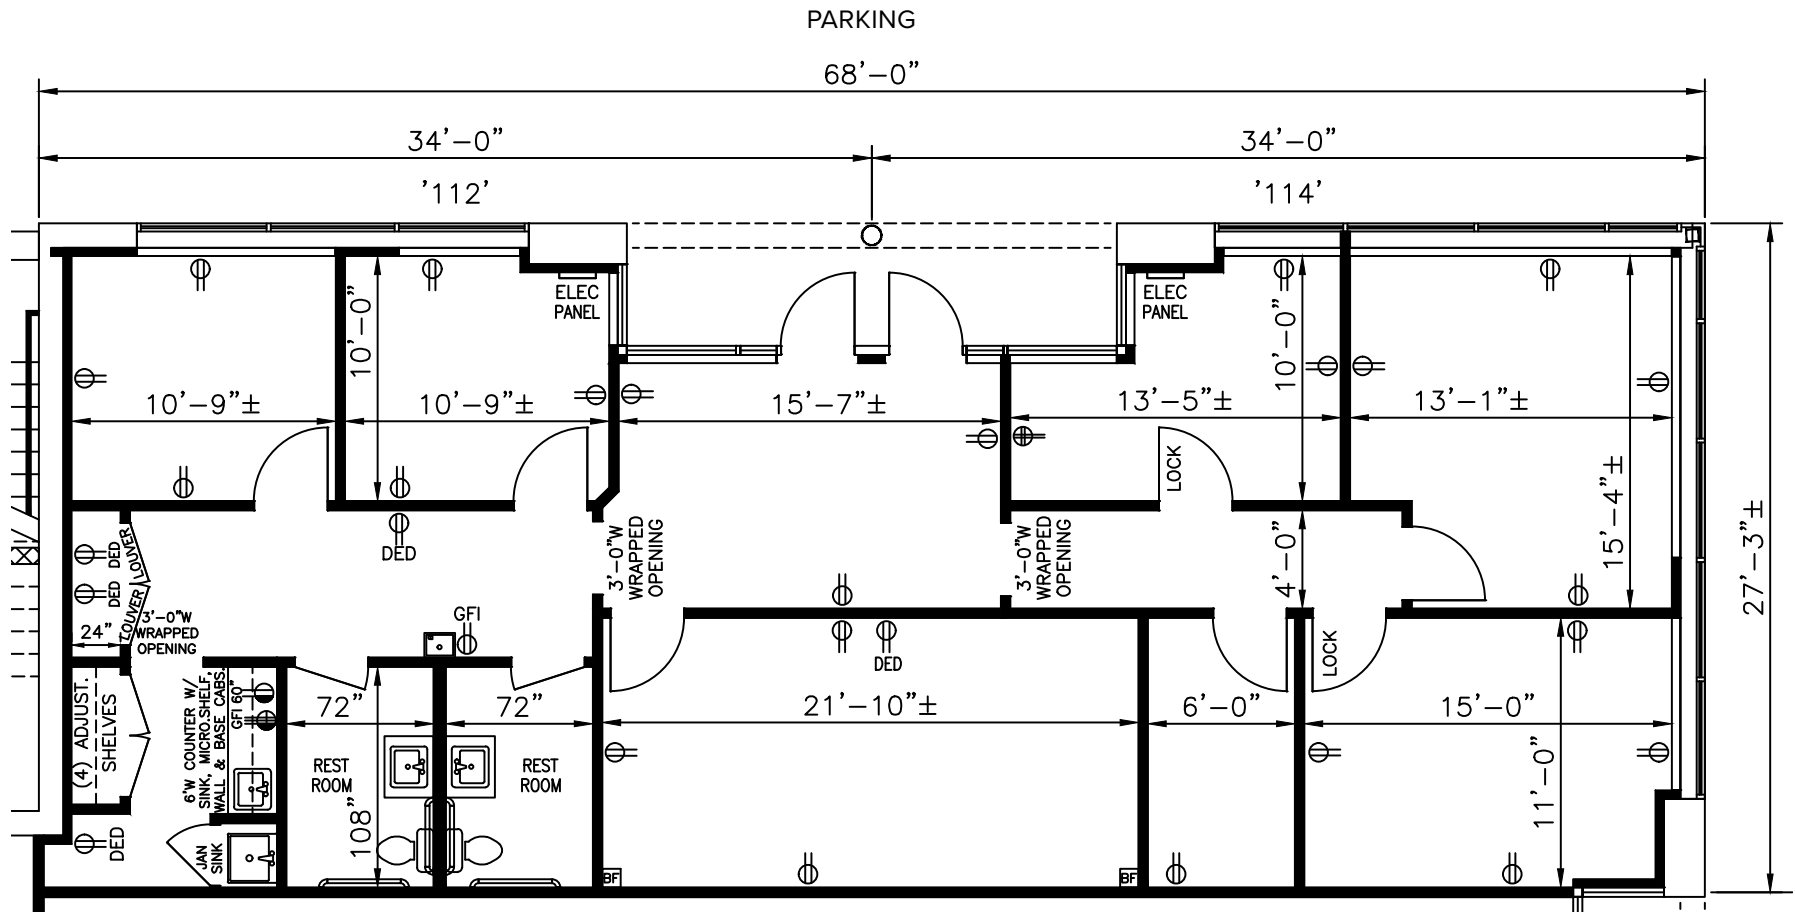 PARKING
68'-0"
34'-0"
34'-0"
'112'
'114'
ELEC
PANEL
ELEC
PANEL
10'-0"
10'-0"
10'-9"±
10'-9"±
15'-7"±
13'-5"±
13'-1"±
LOCK
15'-4"±
27'-3"±
DED
DED
LOUVER
LOUVER
DED
3'-0"W
WRAPPED
OPENING
3'-0"W
WRAPPED
OPENING
4'-0"
24"
3'-0"W
WRAPPED
OPENING
GFI
DED
LOCK
(4) ADJUST.
SHELVES
6'W COUNTER W/
SINK, MICRO.SHELF,
WALL & BASE CABS.
GFI 60"
72"
72"
21'-10"±
6'-0"
15'-0"
REST
ROOM
REST
ROOM
108"
11'-0"
DED
JAN
SINK
BF
BF